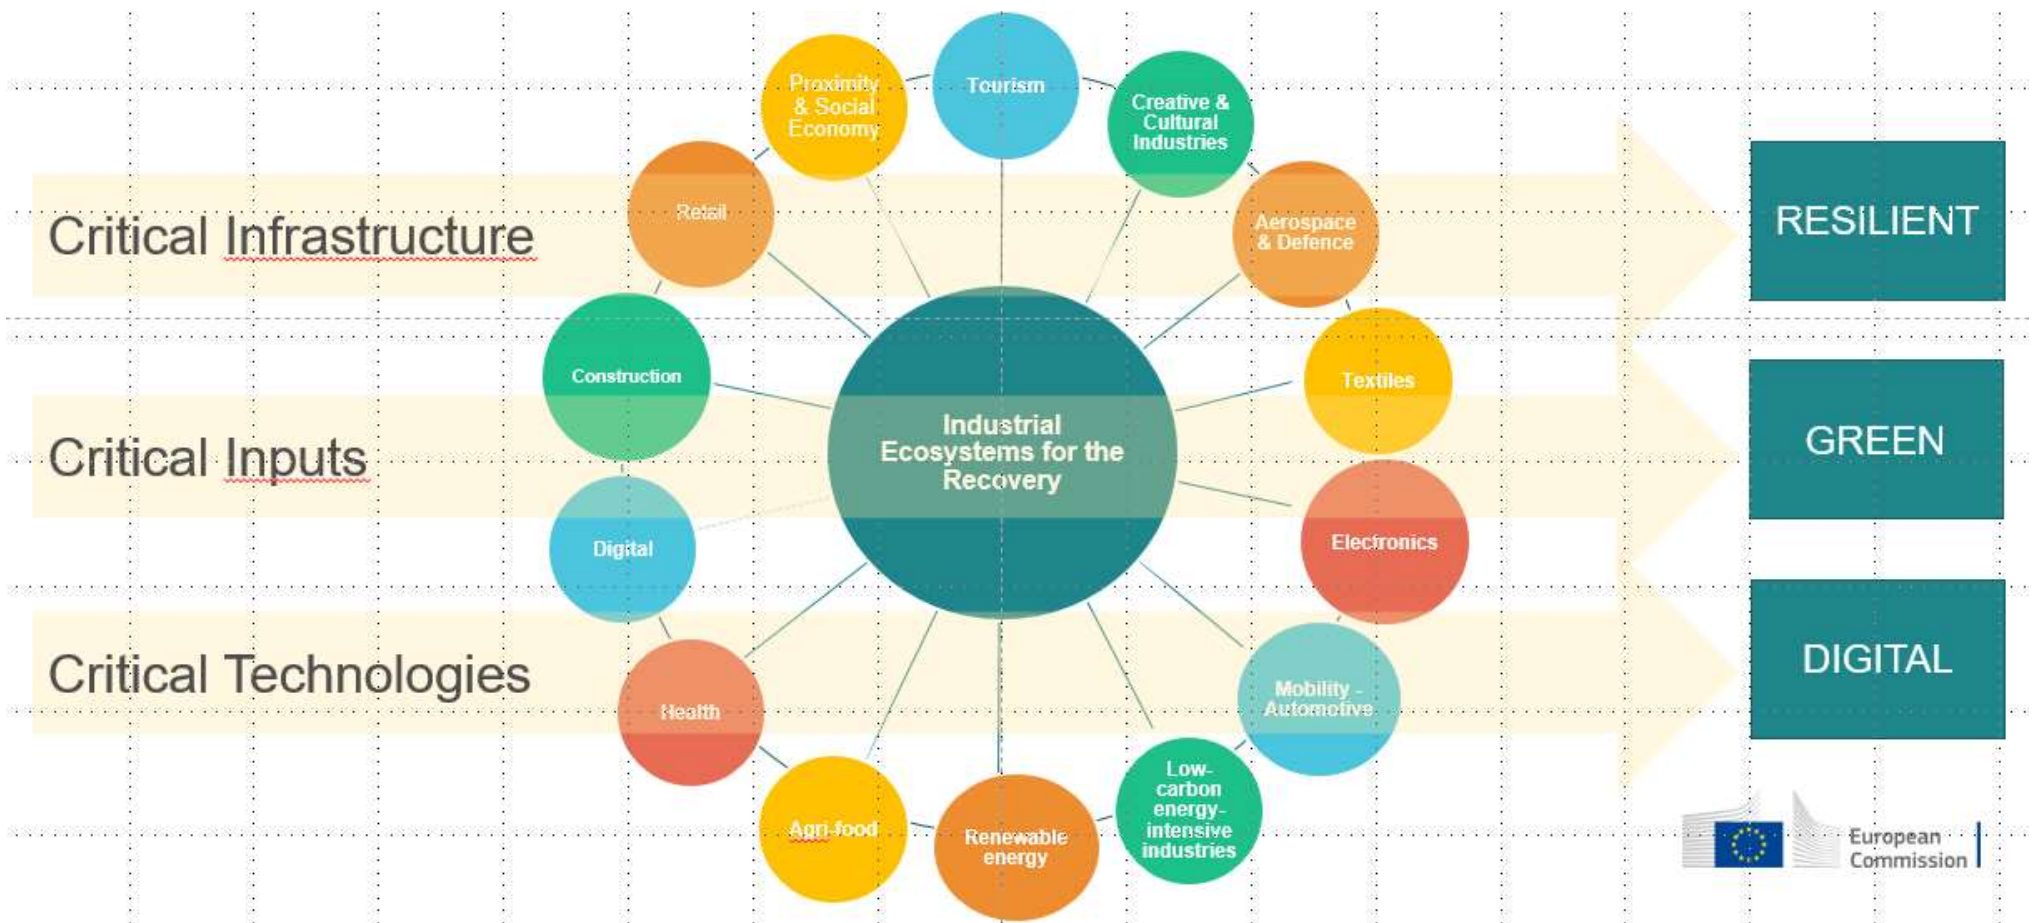 Critical Infrastructure
Critical Inputs
Critical Technologies
Tourism
Creative &
Cultural
Industries
Aerospace
& Defence
Textiles
Electronics
Mobility -
Automotive
Low-
carbon
energy-
intensive
industries
Renewable
energy
Agri-food
Health
Digital
Construction
Retail
Proximity
& Social
Economy
Industrial
Ecosystems for the
Recovery
RESILIENT
GREEN
DIGITAL
European
Commission